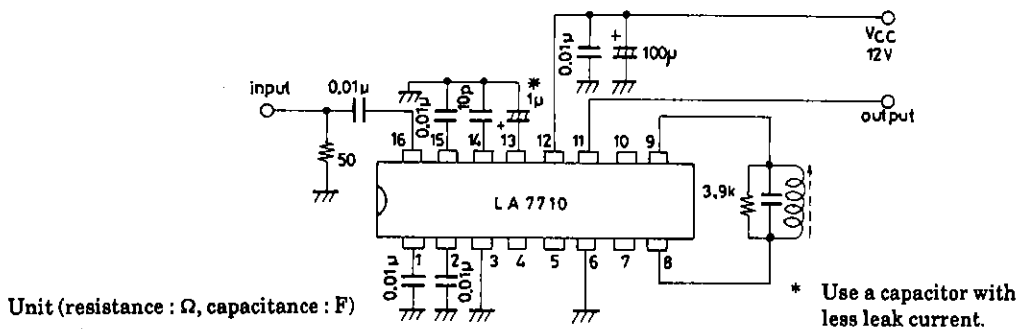 0.01μ
+
100μ
VCC
12V
input
0.01μ
0.01μ
10p
+
1μ
*
output
50
16 15 14 13 12 11 10 9
LA7710
3.9k
1 2 3 4 5 6 7 8
0.01μ
0.01μ
Unit (resistance : Ω, capacitance : F)
* Use a capacitor with
less leak current.